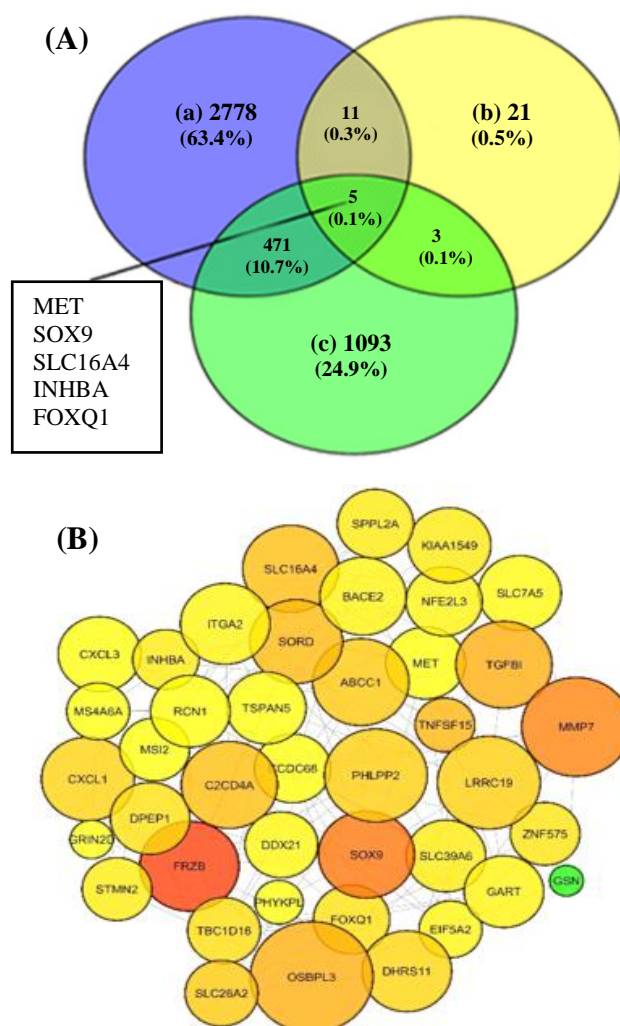 (A)
(a) 2778
(63.4%)
11
(0.3%)
(b) 21
(0.5%)
5
(0.1%)
471
(10.7%)
3
(0.1%)
(c) 1093
(24.9%)
MET
SOX9
SLC16A4
INHBA
FOXQ1
(B)
SPPL2A
KIAA1549
SLC16A4
BACE2
NFE2L3
SLC7A5
ITGA2
SORD
CXCL3
INHBA
MET
TGFBI
ABCC1
MS4A6A
RCN1
TSPAN5
TNFSF15
MMP7
MSI2
CXCL1
C2CD4A
CCDC68
PHLPP2
LRRC19
DPEP1
GRIN2D
DDX21
ZNF575
FRZB
SOX9
SLC39A6
GSN
STMN2
GART
PHYKPL
TBC1D16
FOXQ1
EIF5A2
OSBPL3
DHRS11
SLC26A2